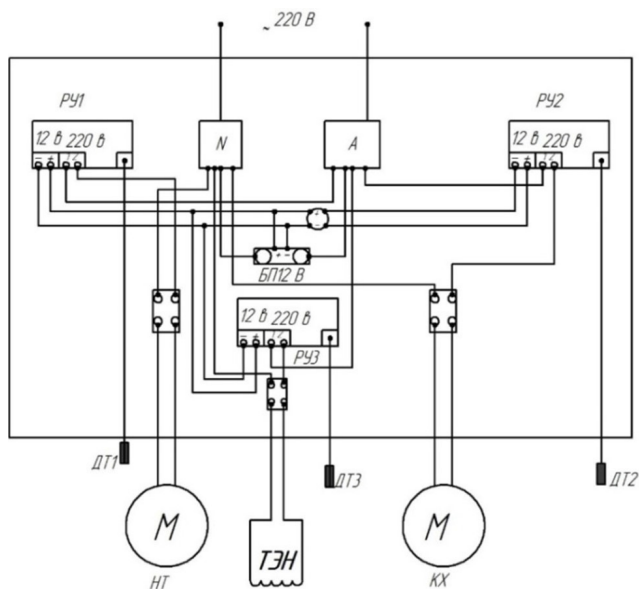 ~ 220 В
РУ1
РУ2
12 в 220 в
N
А
12 в 220 в
- +
- +
+
-
+ -
БП12 В
12 в 220 в
- +
РУ3
ДТ1
ДТ3
ДТ2
М
ТЭН
М
НТ
КХ